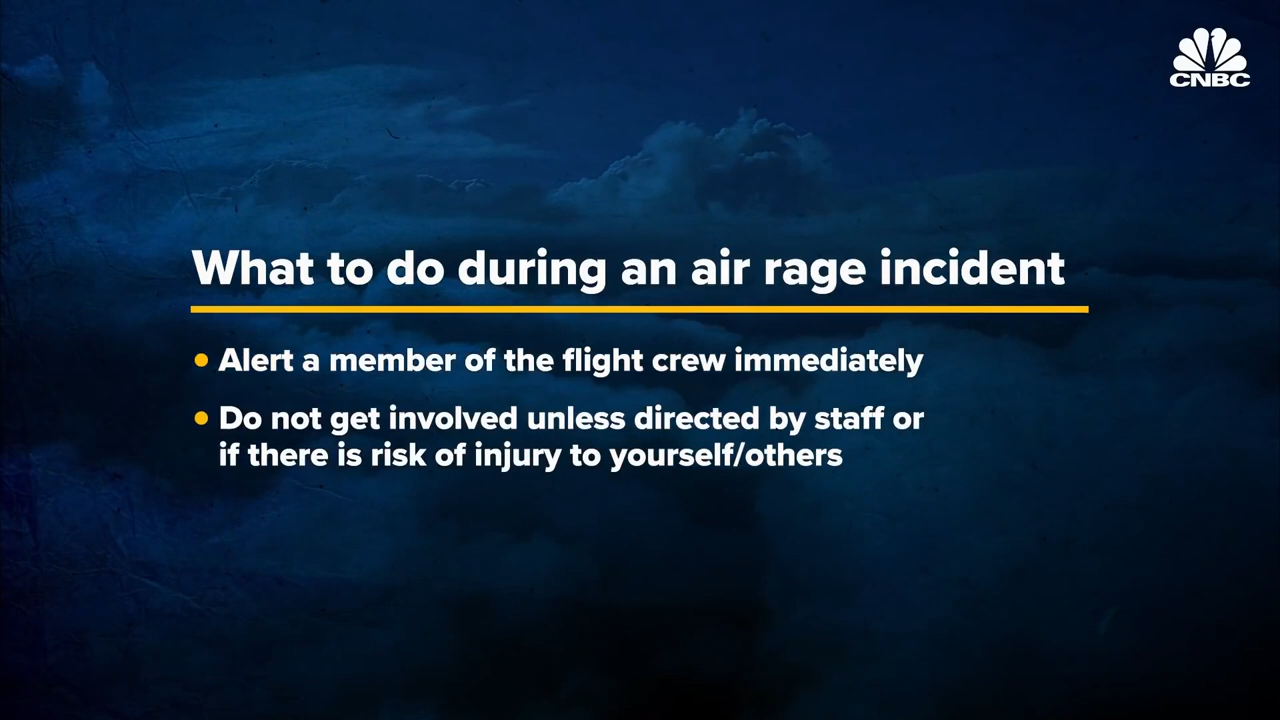 CNBC
What to do during an air rage incident
• Alert a member of the flight crew immediately
• Do not get involved unless directed by staff or
if there is risk of injury to yourself/others